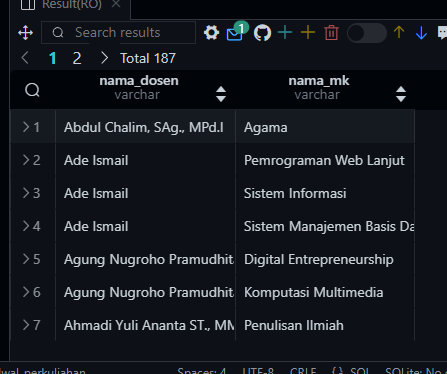 Result(RO)
Search results
1
1 2 Total 187
nama_dosen nama_mk
varchar varchar
1 Abdul Chalim, SAg., MPd.I Agama
2 Ade Ismail Pemrograman Web Lanjut
3 Ade Ismail Sistem Informasi
4 Ade Ismail Sistem Manajemen Basis Da
5 Agung Nugroho Pramudhit Digital Entrepreneurship
6 Agung Nugroho Pramudhit Komputasi Multimedia
7 Ahmadi Yuli Ananta ST., MM Penulisan Ilmiah
wal_perkuliahan Spaces: 4 UTF-8 CRLF {} SQL SQLite: No